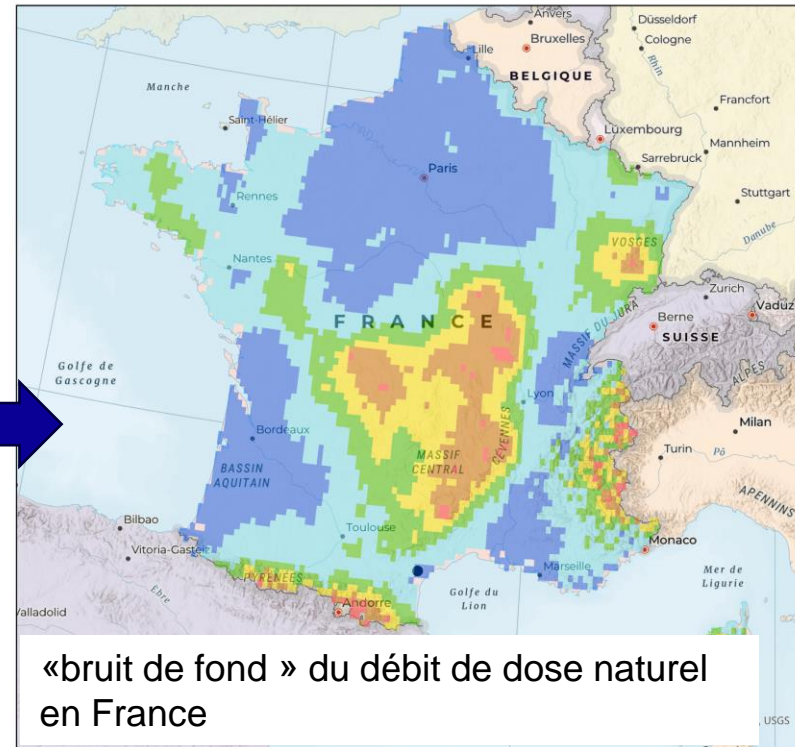 Anvers
Düsseldorf
Bruxelles
Cologne
Lille
Rhin
BELGIQUE
Manche
Francfort
Saint-Hélier
Luxembourg
Mannheim
Sarrebruck
Paris
Stuttgart
Rennes
Danube
VOSGES
Nantes
Zurich
Vaduz
FRANCE
MASSIF DU JURA
Berne
SUISSE
Golfe de
Gascogne
ALPES
Lyon
Milan
Bordeaux
CÉVENNES
Turin
Pô
MASSIF
CENTRAL
BASSIN
AQUITAIN
APENNINS
Bilbao
Toulouse
Monaco
Vitoria-Gasteiz
Marseille
Mer de
Ligurie
PYRÉNÉES
Golfe du
Lion
Èbre
Andorre
Valladolid
«bruit de fond » du débit de dose naturel
en France
, USGS